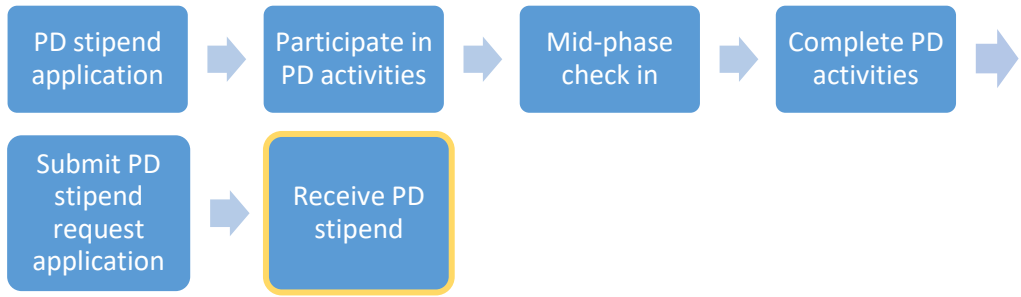 PD stipend
application
Participate in
PD activities
Mid-phase
check in
Complete PD
activities
Submit PD
stipend
request
application
Receive PD
stipend